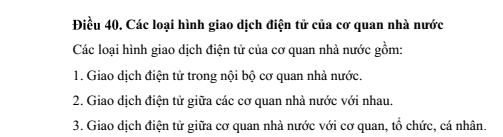 Điều 40. Các loại hình giao dịch điện tử của cơ quan nhà nước
Các loại hình giao dịch điện tử của cơ quan nhà nước gồm:
1. Giao dịch điện tử trong nội bộ cơ quan nhà nước.
2. Giao dịch điện tử giữa các cơ quan nhà nước với nhau.
3. Giao dịch điện tử giữa cơ quan nhà nước với cơ quan, tổ chức, cá nhân.